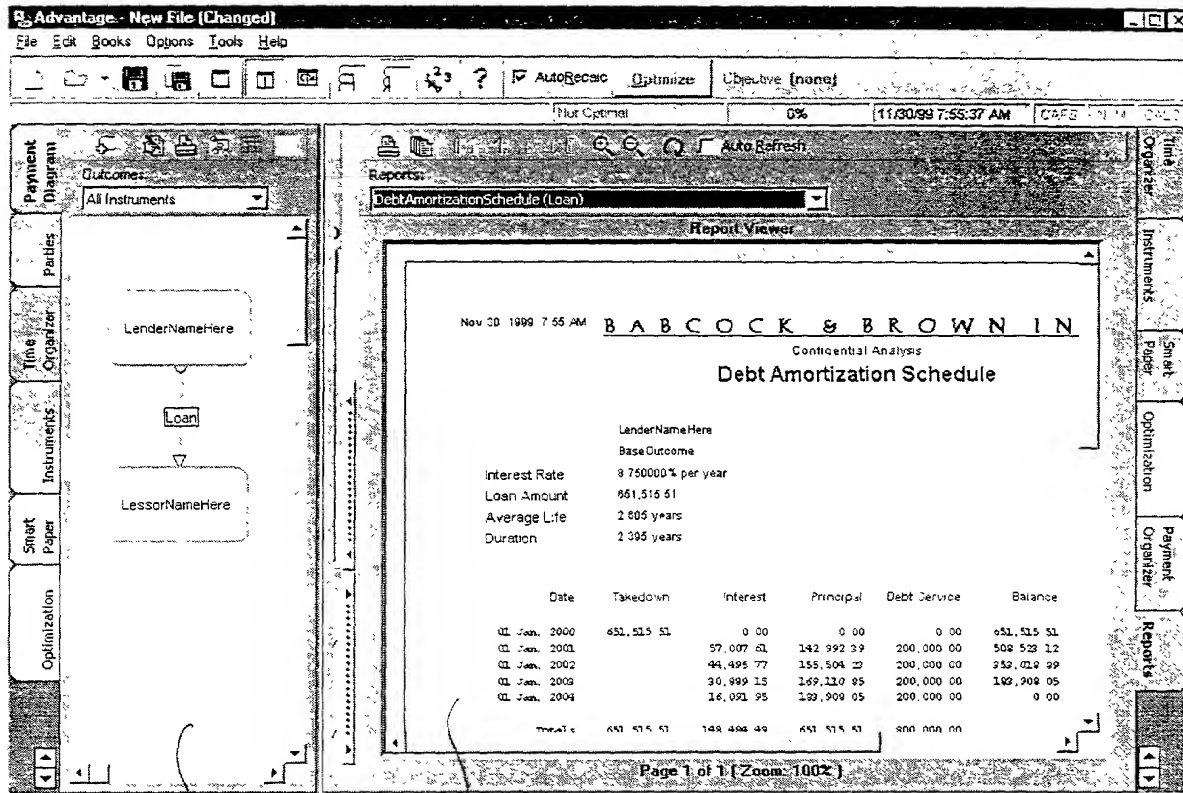 Advantage - New File (Changed)
File Edit Books Options Tools Help
AutoRecalc Optimize Objective (none)
Not Optimal 0% 11/30/99 7:55:37 AM CAPS
Payment Diagram
Parties
Time Organizer
Instruments
Smart Paper
Optimization
Outcome:
All Instruments
LenderNameHere
Loan
LessorNameHere
Auto Refresh
Reports:
DebtAmortizationSchedule (Loan)
Report Viewer
Nov 30 1999 7 55 AM BABCOCK & BROWN IN
Confidential Analysis
Debt Amortization Schedule
LenderNameHere
BaseOutcome
Interest Rate 8 750000% per year
Loan Amount 651,515 51
Average Life 2 605 years
Duration 2 395 years
Date Takedown Interest Principal Debt Service Balance
01 Jan, 2000 651,515 51 0 00 0 00 0 00 651,515 51
01 Jan, 2001 57,007 61 142 992 39 200,000 00 508 523 12
01 Jan, 2002 44,495 77 155,504 23 200,000 00 353,018 89
01 Jan, 2003 30,889 15 169,110 85 200,000 00 183,908 05
01 Jan, 2004 16,091 95 183,908 05 200,000 00 0 00
Totals 651 515 51 148 484 49 651 515 51 800 000 00
Page 1 of 1 [Zoom: 100%]
Time Organizer
Instruments
Smart Paper
Optimization
Payment Organizer
Reports